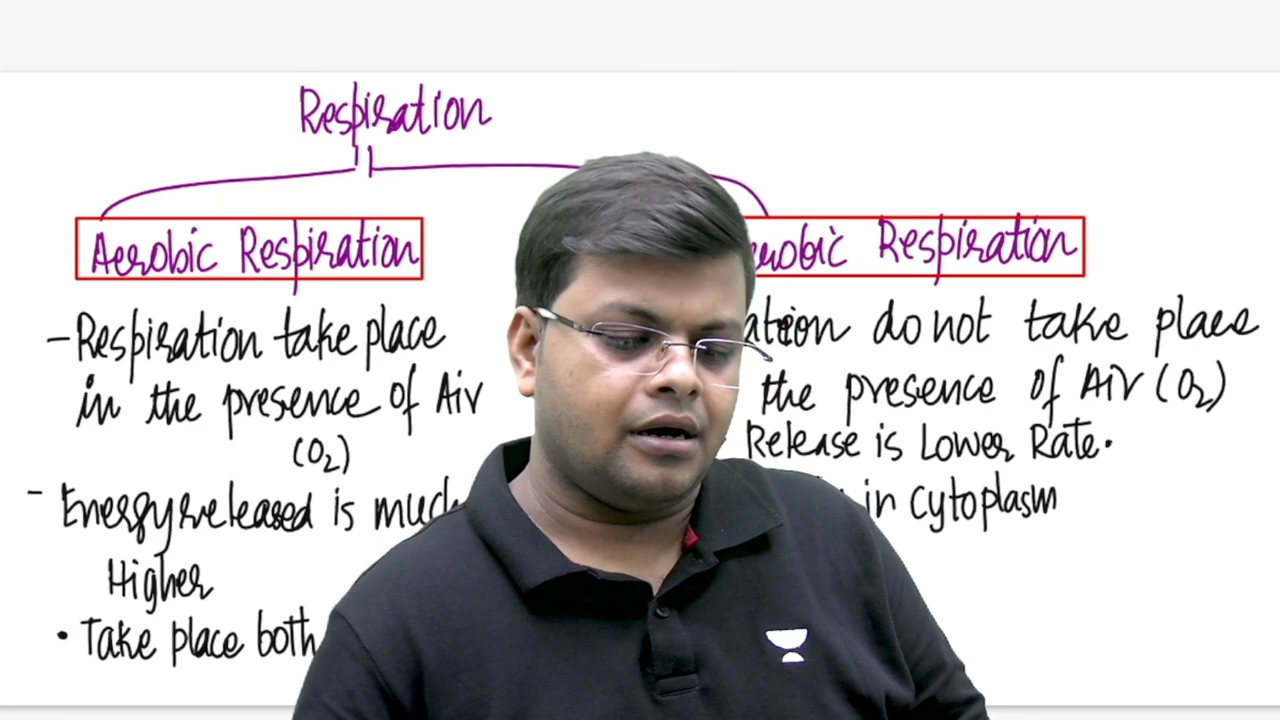 Respiration
Aerobic Respiration
erobic Respiration
- Respiration take place
in the presence of Air
(O₂)
- Energy released is much
Higher
• Take place both
ation do not take place
the presence of Air (O₂)
Release is Lower Rate.
in cytoplasm